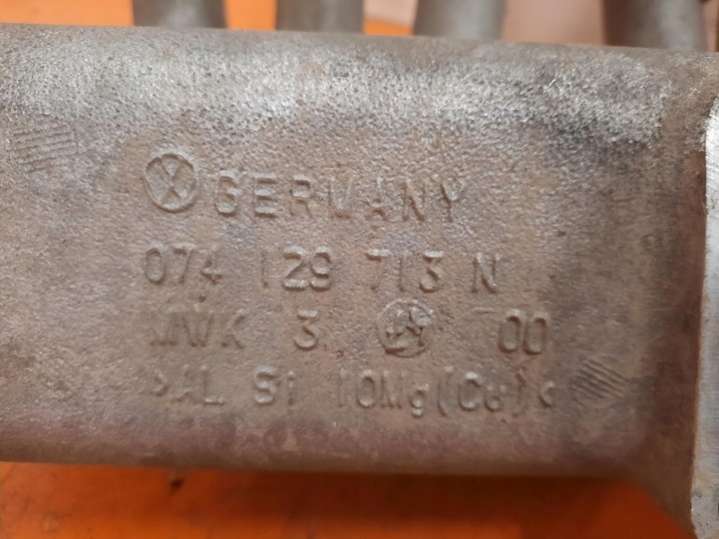 GERMANY
074 129 713 N
MWK 3 00
>AL Si 10Mg(Cu)<